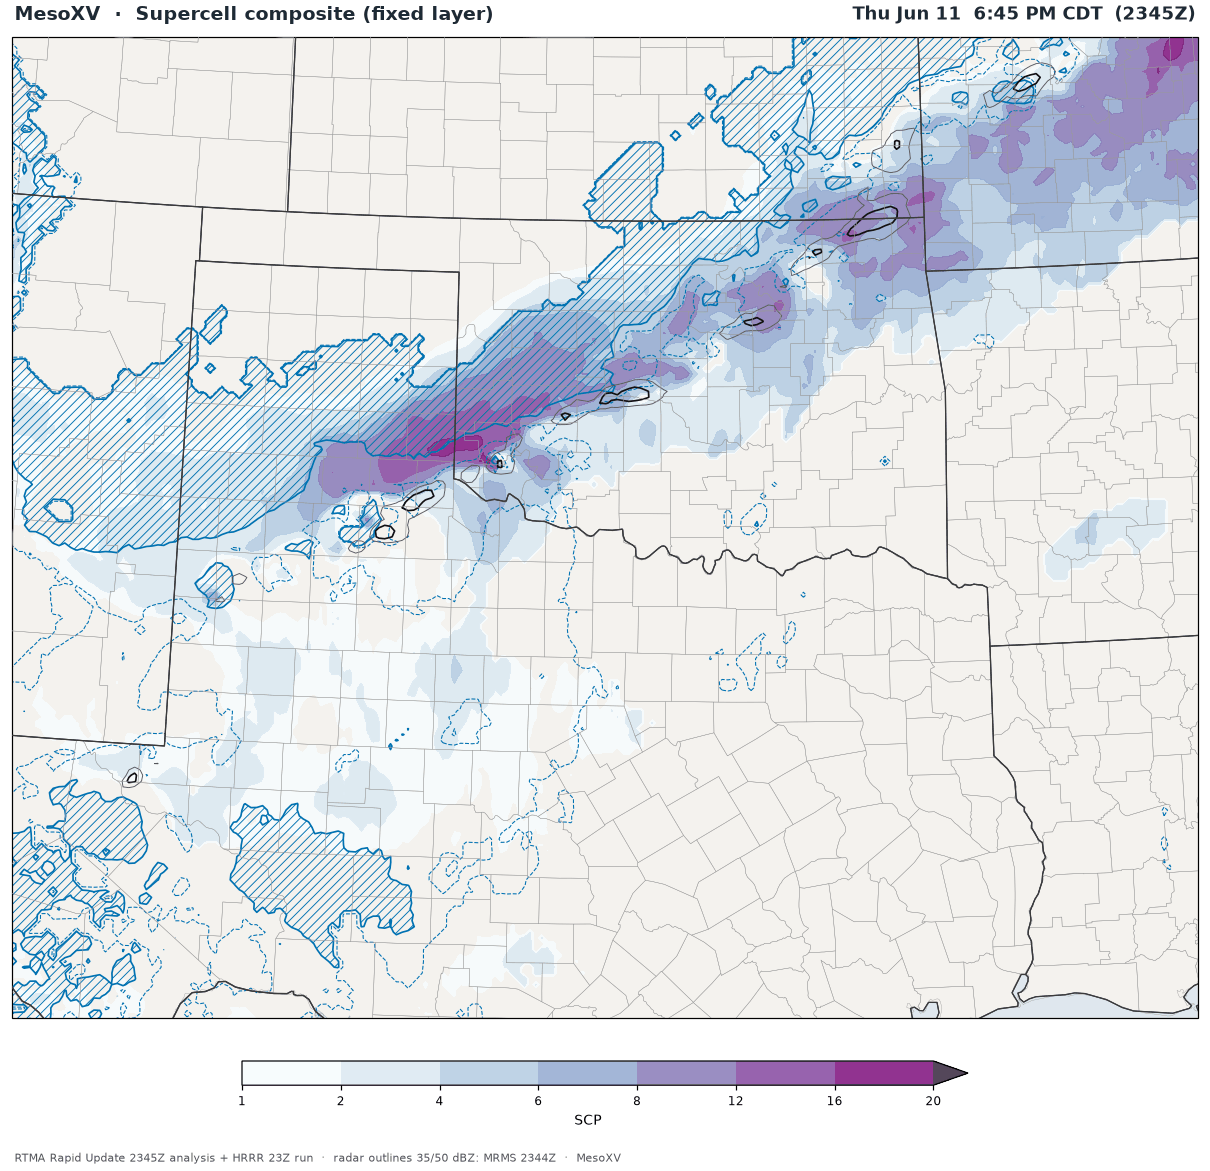 MesoXV · Supercell composite (fixed layer)
Thu Jun 11 6:45 PM CDT (2345Z)
1 2 4 6 8 12 16 20
SCP
RTMA Rapid Update 2345Z analysis + HRRR 23Z run · radar outlines 35/50 dBZ: MRMS 2344Z · MesoXV